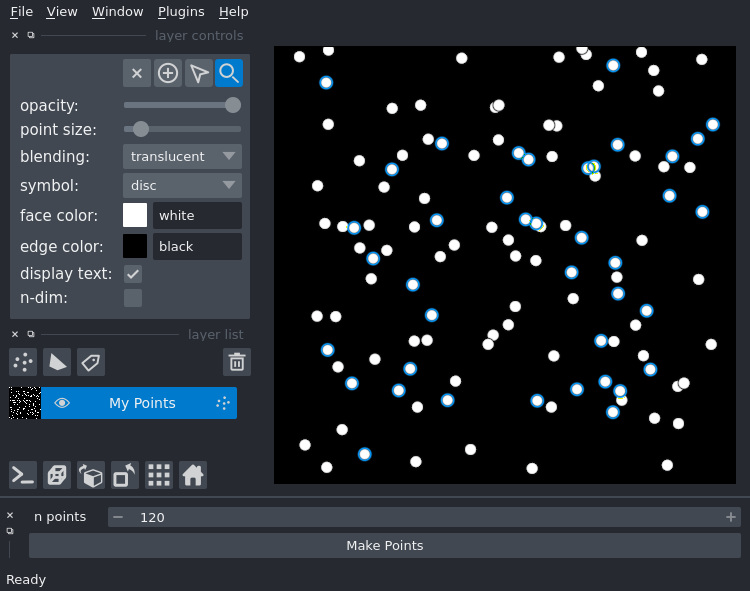 File View Window Plugins Help
layer controls
opacity:
point size:
blending: translucent
symbol: disc
face color: white
edge color: black
display text:
n-dim:
layer list
My Points
n points 120
Make Points
Ready